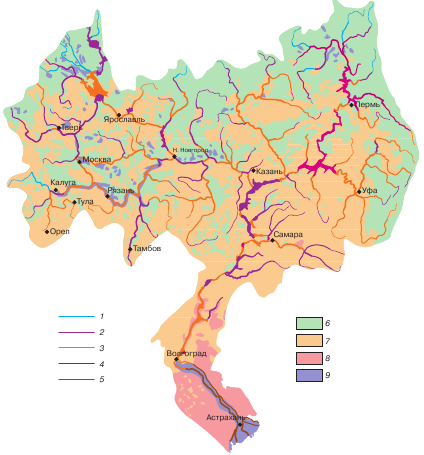 Пермь
Ярославль
Тверь
Н. Новгород
Москва
Казань
Калуга
Рязань
Уфа
Тула
Орел
Самара
Тамбов
1
2
3
4
5
6
7
8
9
Волгоград
Астрахань